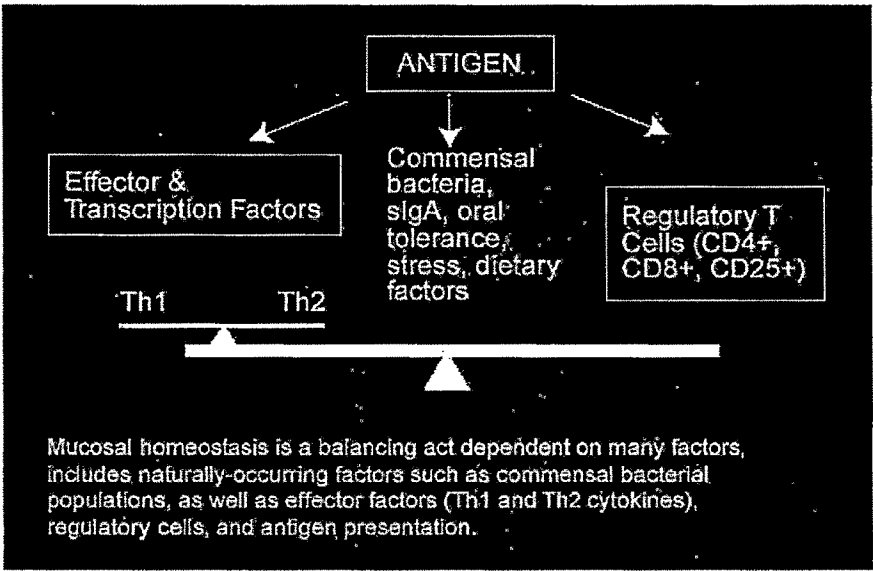 ANTIGEN
Effector &
Transcription Factors
Commensal
bacteria,
sIgA, oral
tolerance,
stress, dietary
factors
Regulatory T
Cells (CD4+,
CD8+, CD25+)
Th1 Th2
Mucosal homeostasis is a balancing act dependent on many factors,
includes naturally-occurring factors such as commensal bacterial
populations, as well as effector factors (Th1 and Th2 cytokines),
regulatory cells, and antigen presentation.